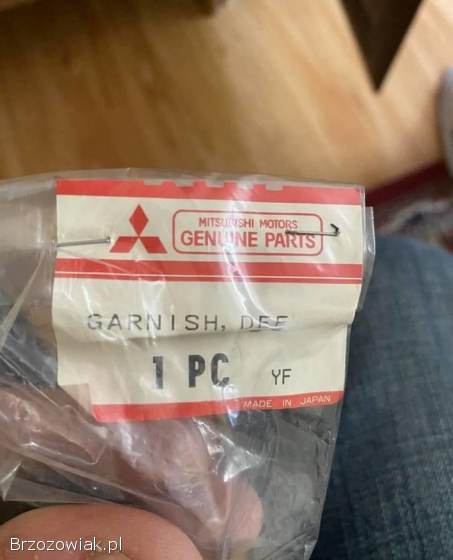 MITSUBISHI MOTORS
GENUINE PARTS
GARNISH, DEF
1 PC YF
MADE IN JAPAN
Brzozowiak.pl